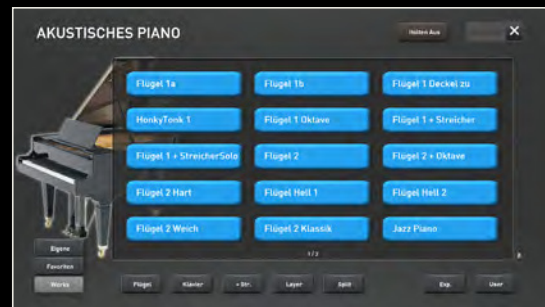 AKUSTISCHES PIANO
Halten Aus
Flügel 1a
Flügel 1b
Flügel 1 Deckel zu
HonkyTonk 1
Flügel 1 Oktave
Flügel 1 + Streicher
Flügel 1 + StreicherSolo
Flügel 2
Flügel 2 + Oktave
Flügel 2 Hart
Flügel Hell 1
Flügel Hell 2
Flügel 2 Weich
Flügel 2 Klassik
Jazz Piano
1/2
Eigene
Favoriten
Werks
Flügel
Klavier
+ Str.
Layer
Split
Exp.
User